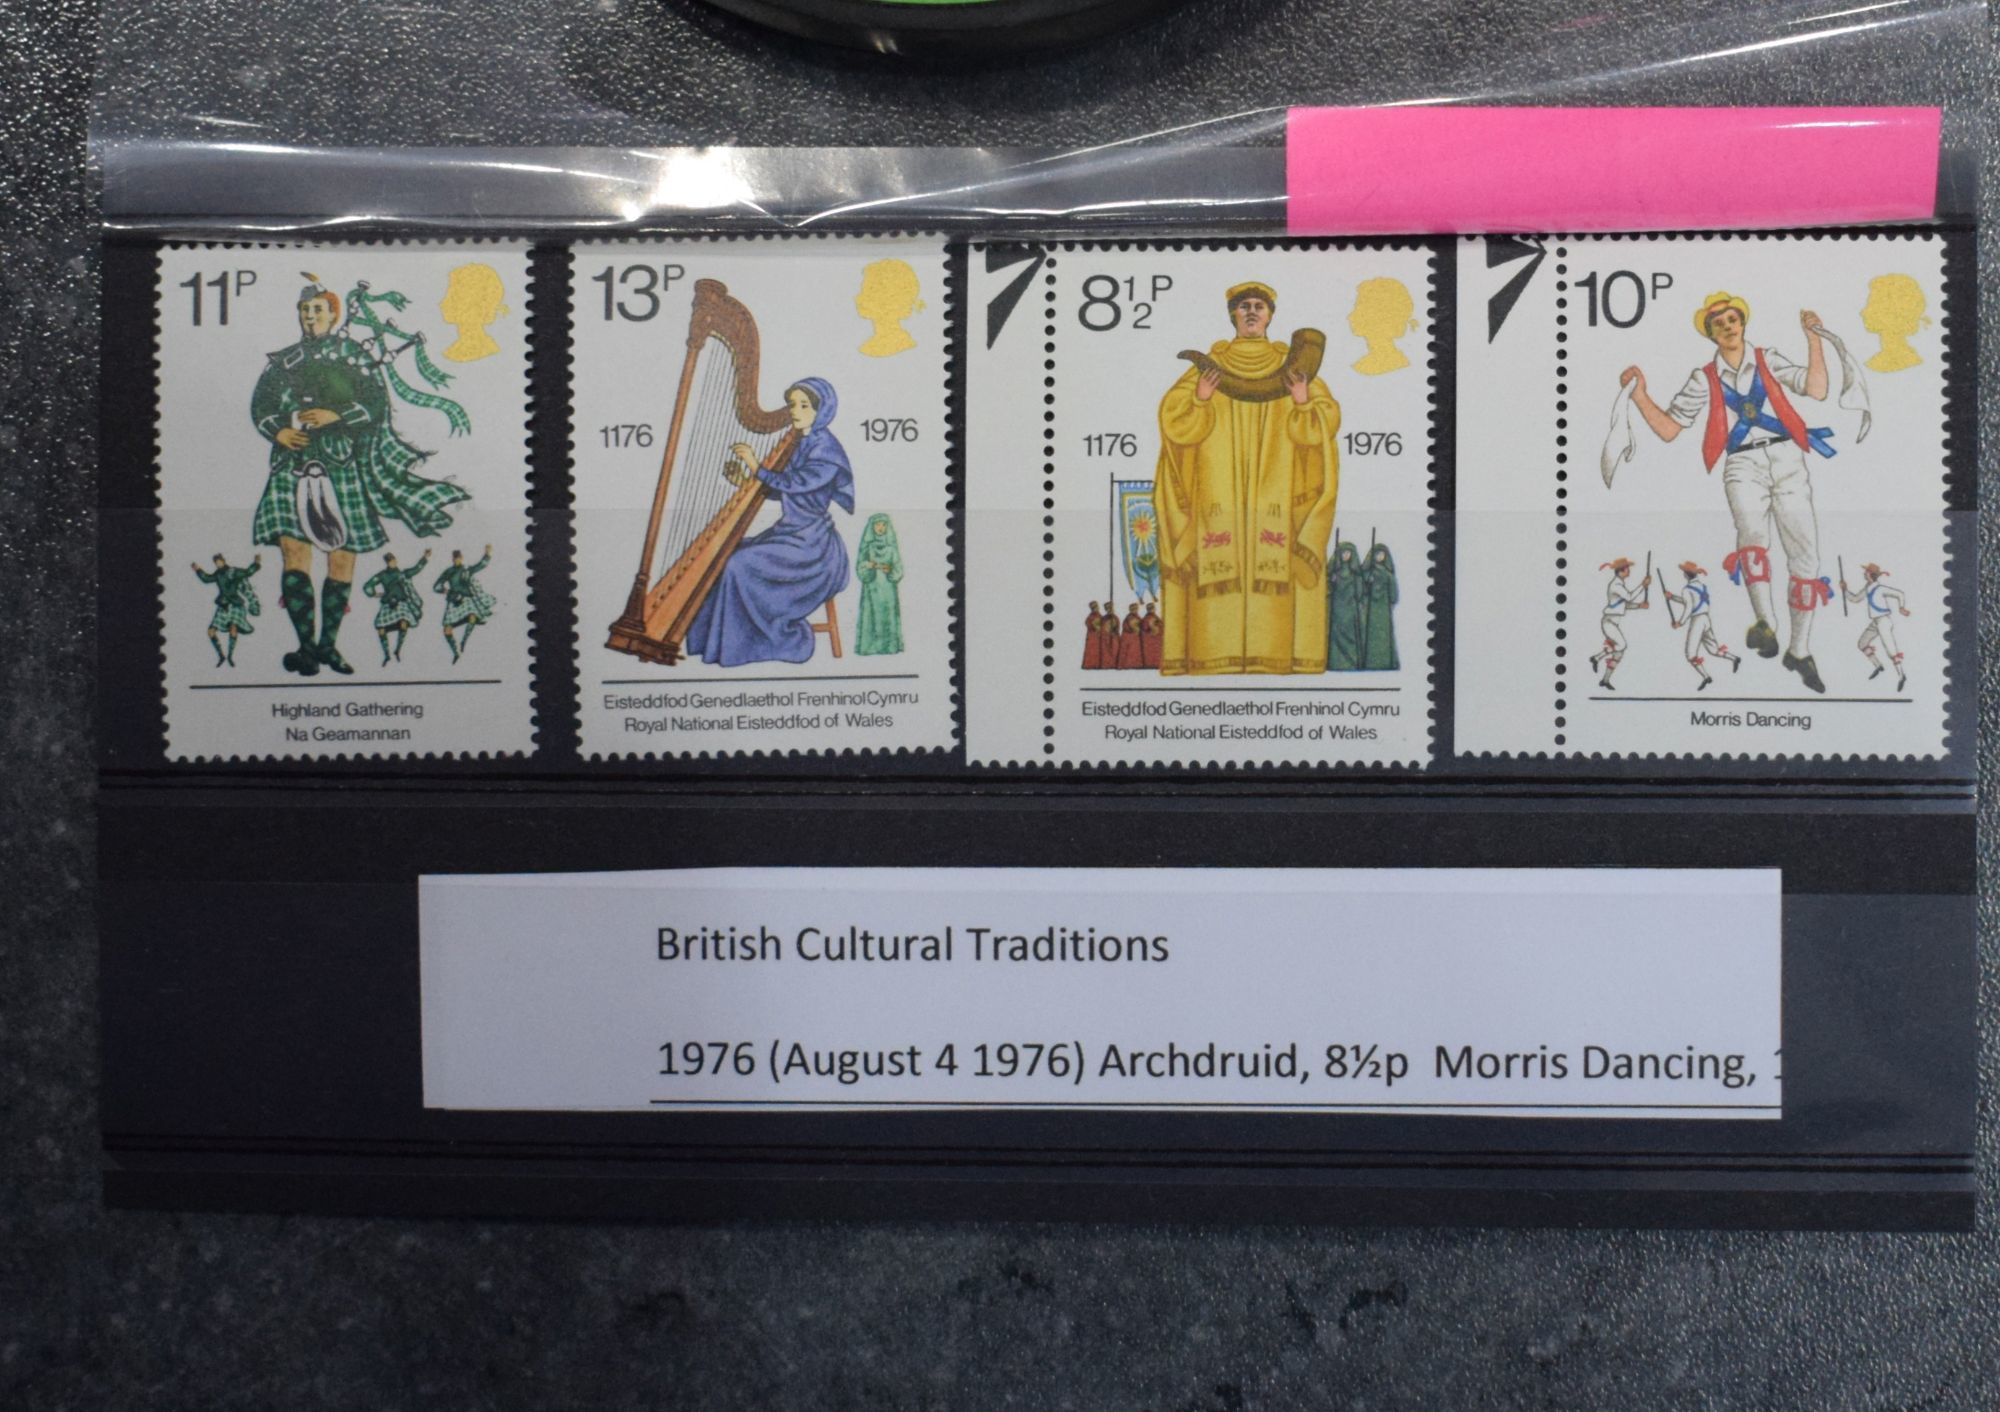 11P
Highland Gathering
Na Geamannan
13P
1176 1976
Eisteddfod Genedlaethol Frenhinol Cymru
Royal National Eisteddfod of Wales
8½P
1176 1976
Eisteddfod Genedlaethol Frenhinol Cymru
Royal National Eisteddfod of Wales
10P
Morris Dancing
British Cultural Traditions
1976 (August 4 1976) Archdruid, 8½p Morris Dancing,